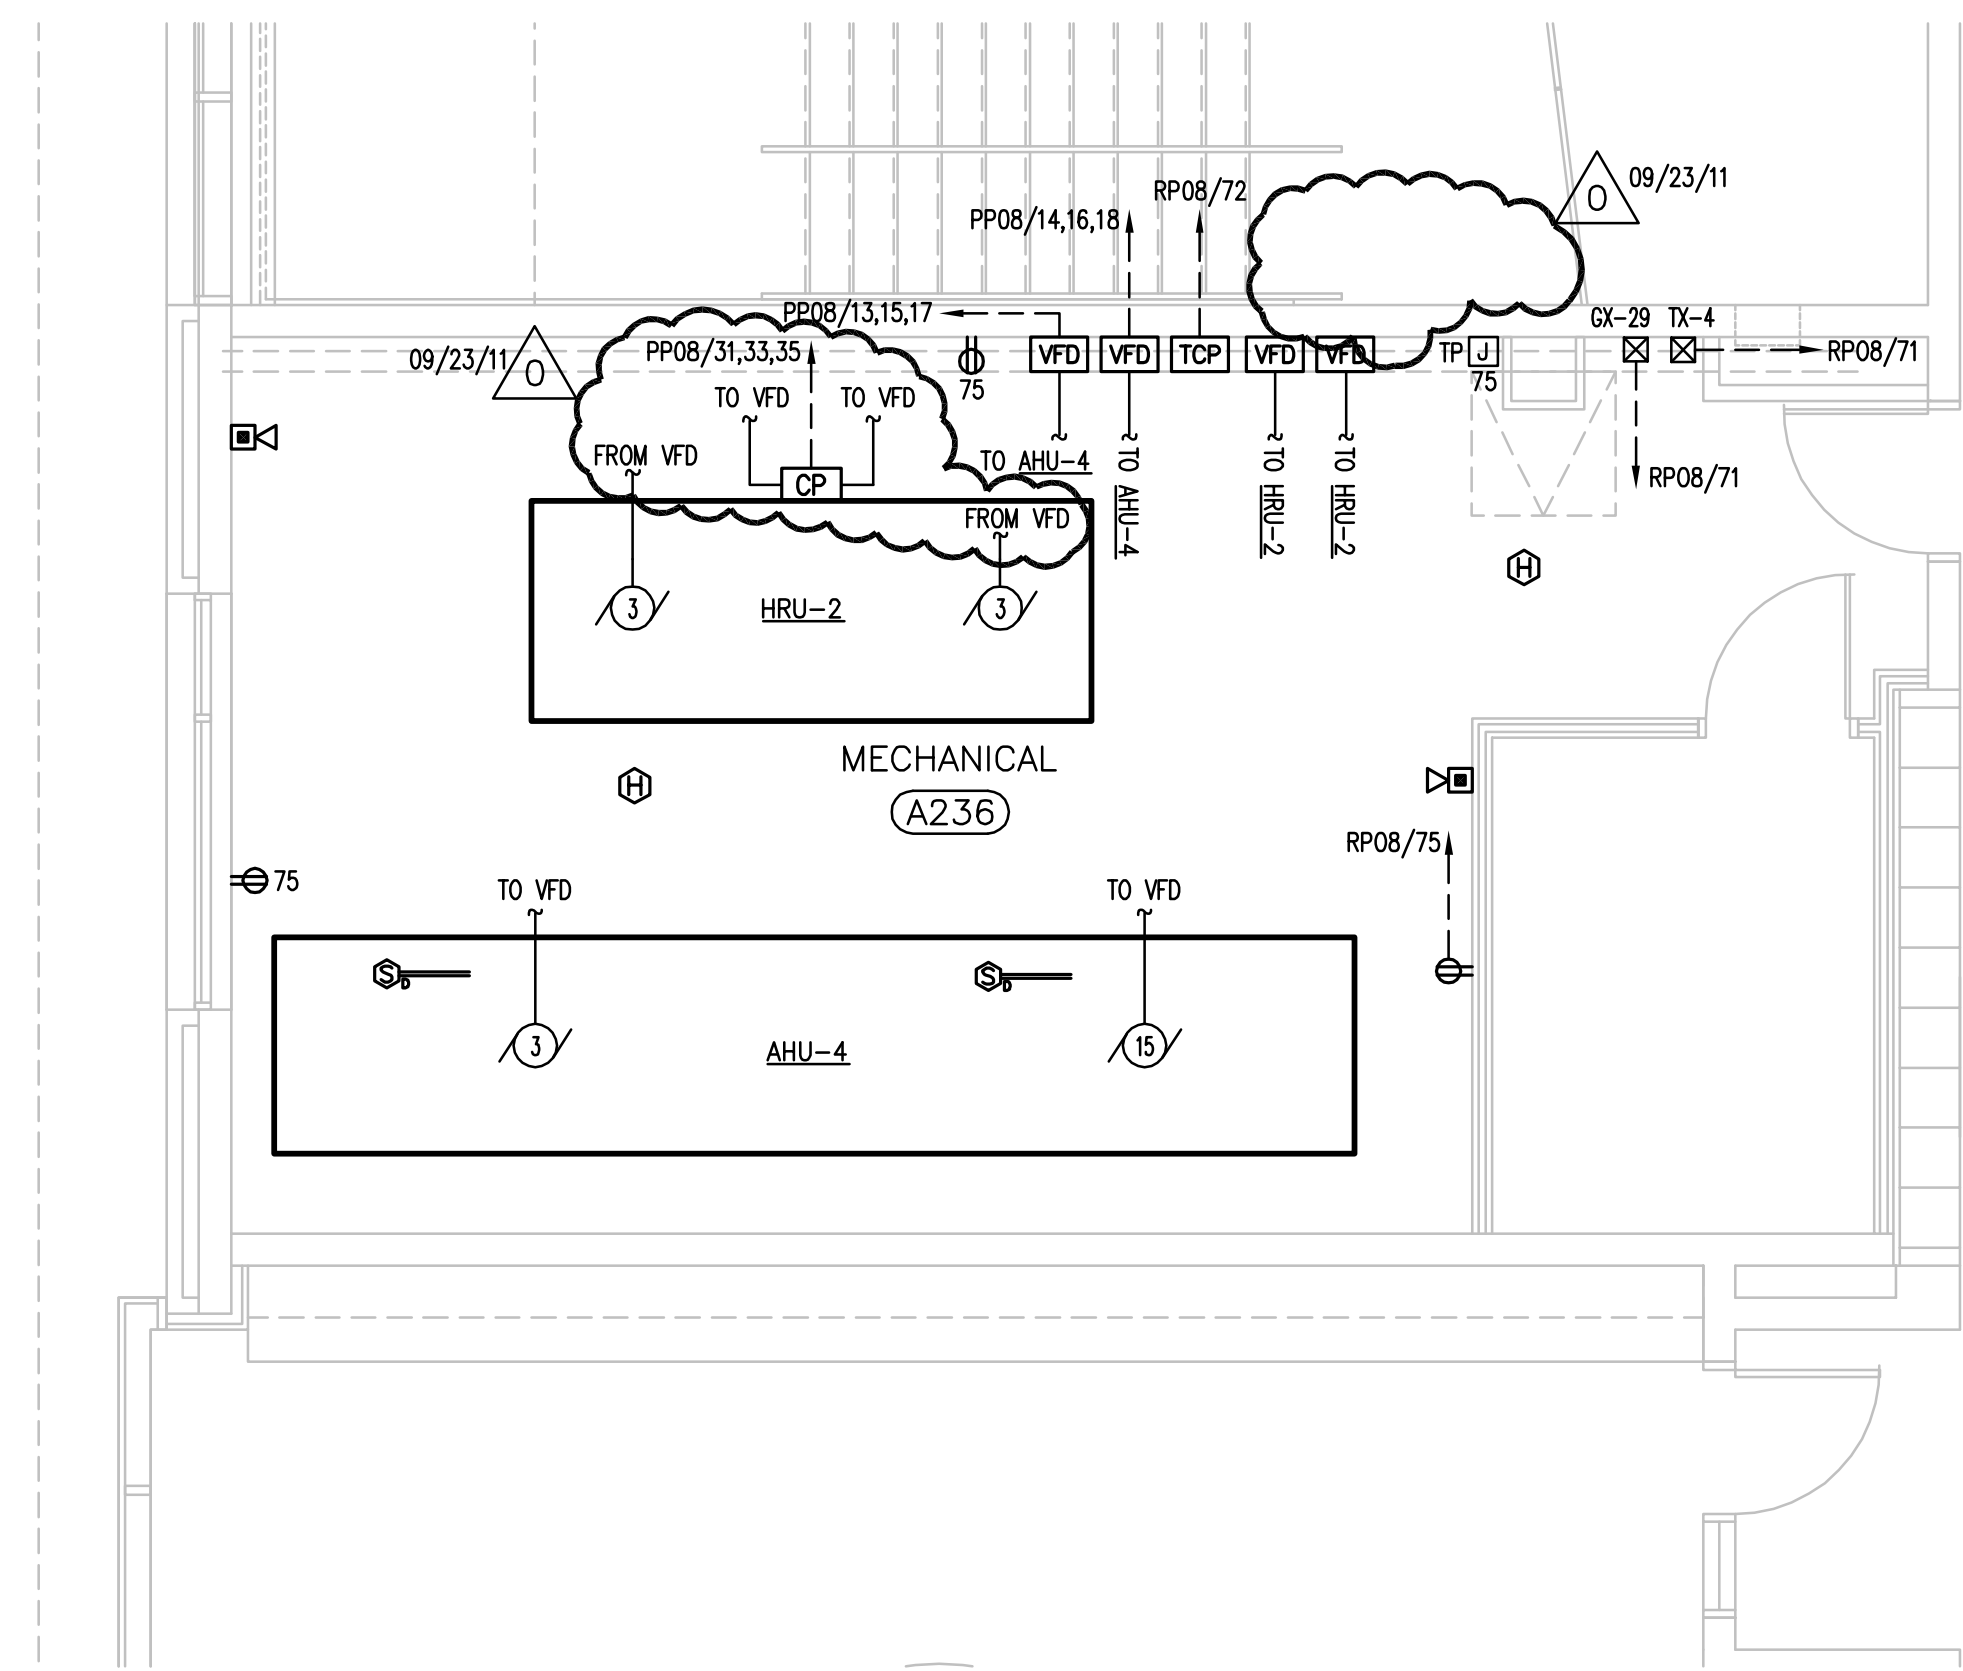 RP08/72
0
09/23/11
PP08/14,16,18
PP08/13,15,17
GX-29
TX-4
09/23/11
0
PP08/31,33,35
VFD
VFD
TCP
VFD
VFD
TP
J
RP08/71
75
75
TO VFD
TO VFD
FROM VFD
TO AHU-4
TO AHU-4
TO HRU-2
TO HRU-2
RP08/71
CP
FROM VFD
H
3
HRU-2
3
MECHANICAL
H
A236
RP08/75
75
TO VFD
TO VFD
S
D
S
D
3
AHU-4
15